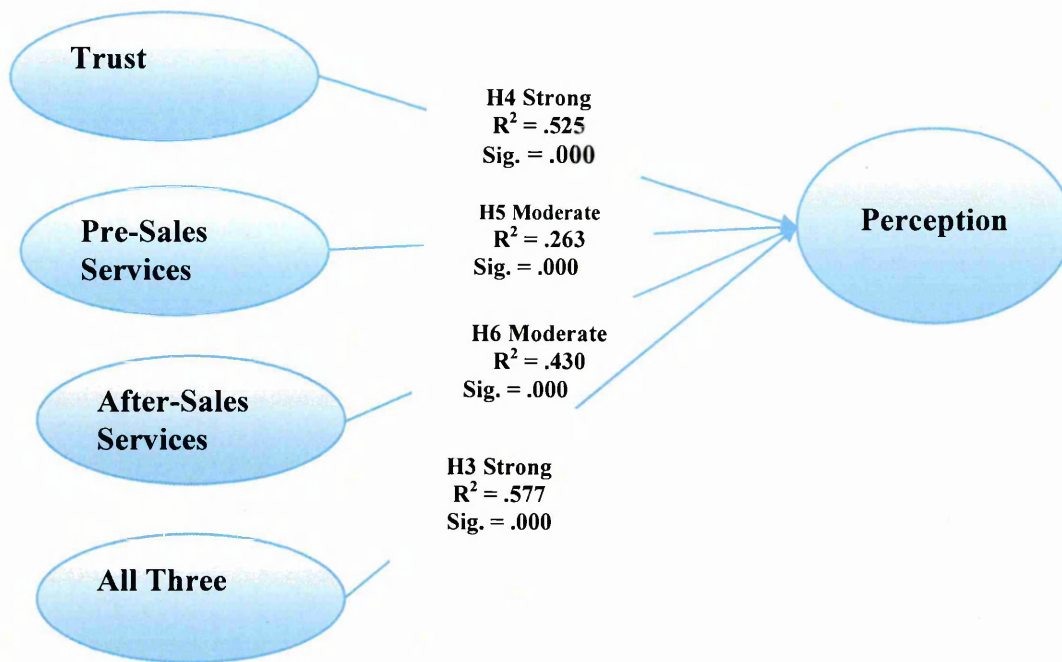 Trust
H4 Strong
R² = .525
Sig. = .000
Pre-Sales
Services
H5 Moderate
R² = .263
Sig. = .000
Perception
H6 Moderate
R² = .430
Sig. = .000
After-Sales
Services
H3 Strong
R² = .577
Sig. = .000
All Three